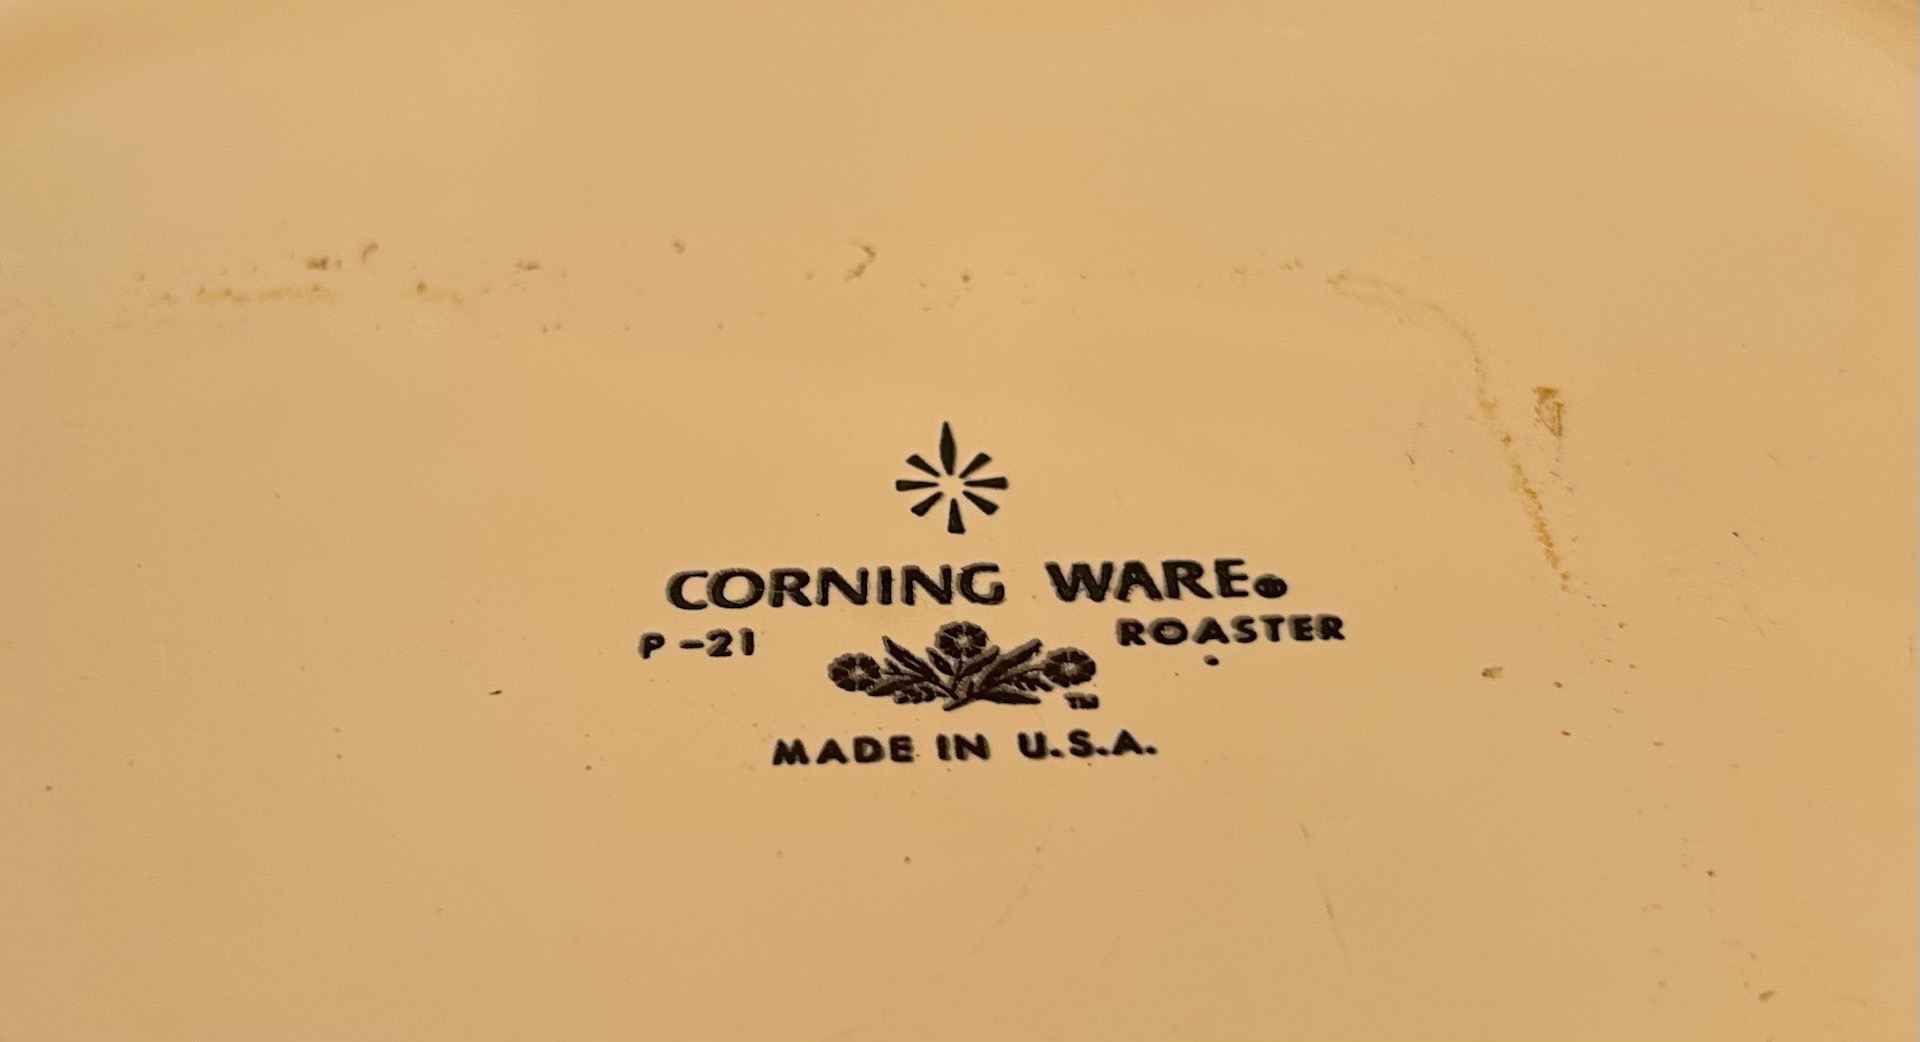 CORNING WARE®
P-21 ROASTER
TM
MADE IN U.S.A.